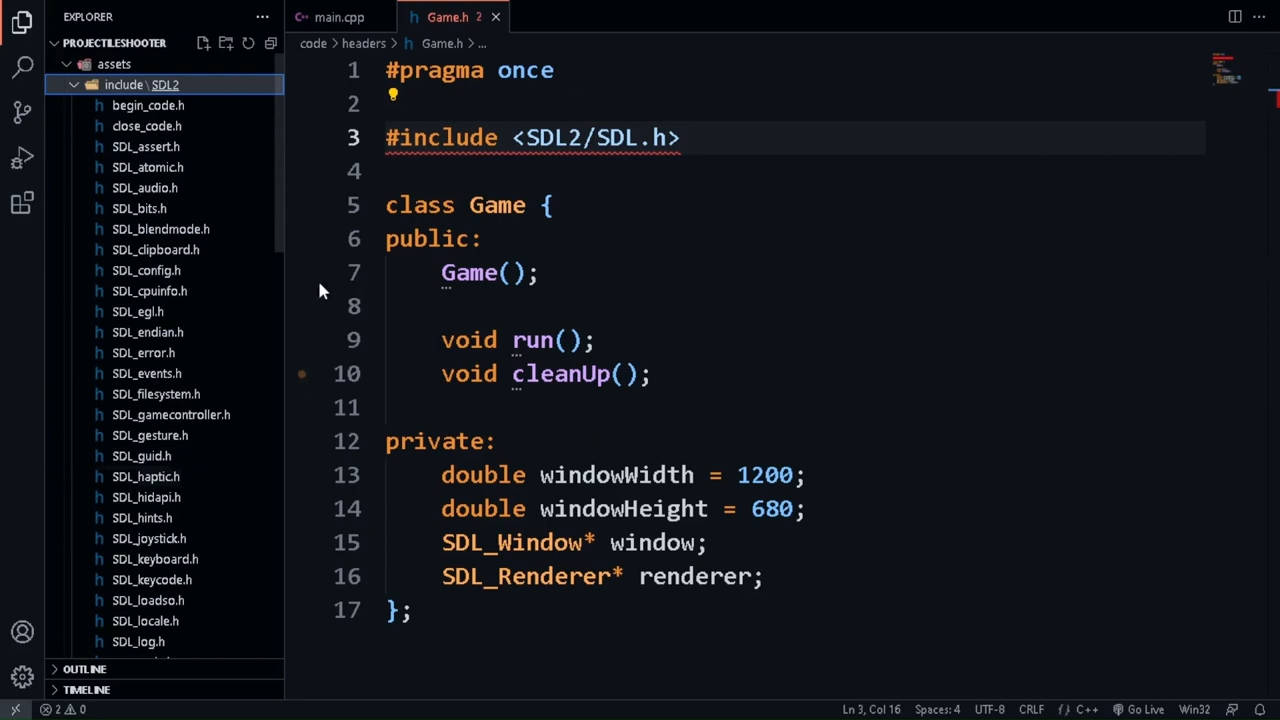 EXPLORER
PROJECTILESHOOTER
assets
include\SDL2
begin_code.h
close_code.h
SDL_assert.h
SDL_atomic.h
SDL_audio.h
SDL_bits.h
SDL_blendmode.h
SDL_clipboard.h
SDL_config.h
SDL_cpuinfo.h
SDL_egl.h
SDL_endian.h
SDL_error.h
SDL_events.h
SDL_filesystem.h
SDL_gamecontroller.h
SDL_gesture.h
SDL_guid.h
SDL_haptic.h
SDL_hidapi.h
SDL_hints.h
SDL_joystick.h
SDL_keyboard.h
SDL_keycode.h
SDL_loadso.h
SDL_locale.h
SDL_log.h
OUTLINE
TIMELINE
main.cpp
Game.h 2
code > headers > h Game.h > ...
1 #pragma once
2
3 #include <SDL2/SDL.h>
4
5 class Game {
6 public:
7 Game();
8
9 void run();
10 void cleanUp();
11
12 private:
13 double windowWidth = 1200;
14 double windowHeight = 680;
15 SDL_Window* window;
16 SDL_Renderer* renderer;
17 };
2 0
Ln 3, Col 16 Spaces: 4 UTF-8 CRLF C++ Go Live Win32